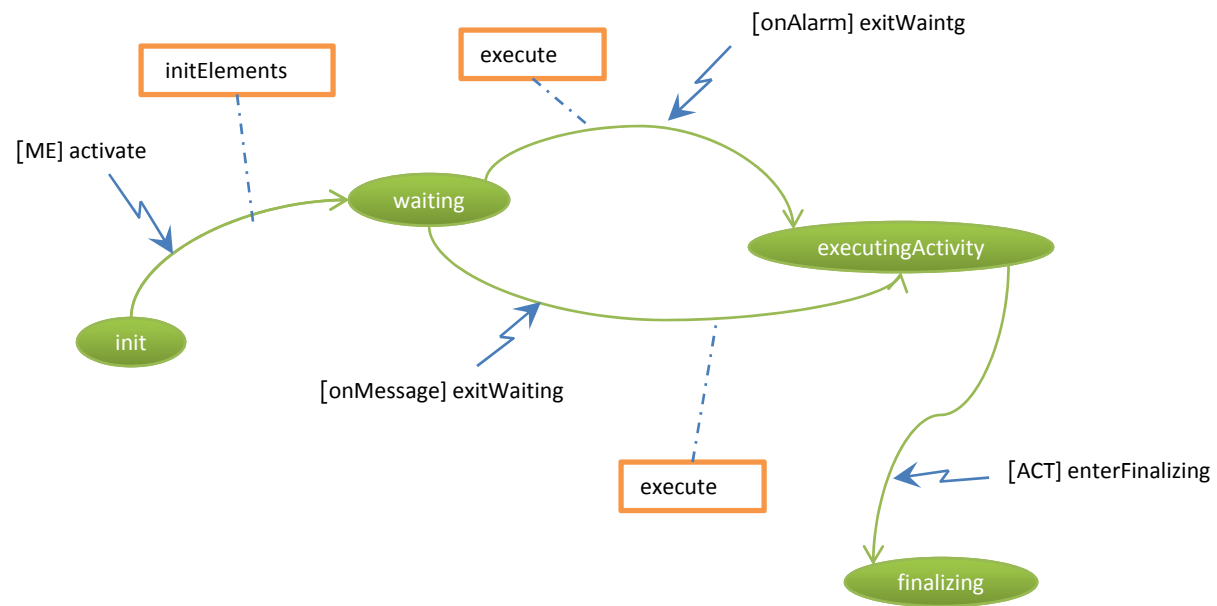 [onAlarm] exitWaintg
execute
initElements
[ME] activate
waiting
executingActivity
init
[onMessage] exitWaiting
execute
[ACT] enterFinalizing
finalizing